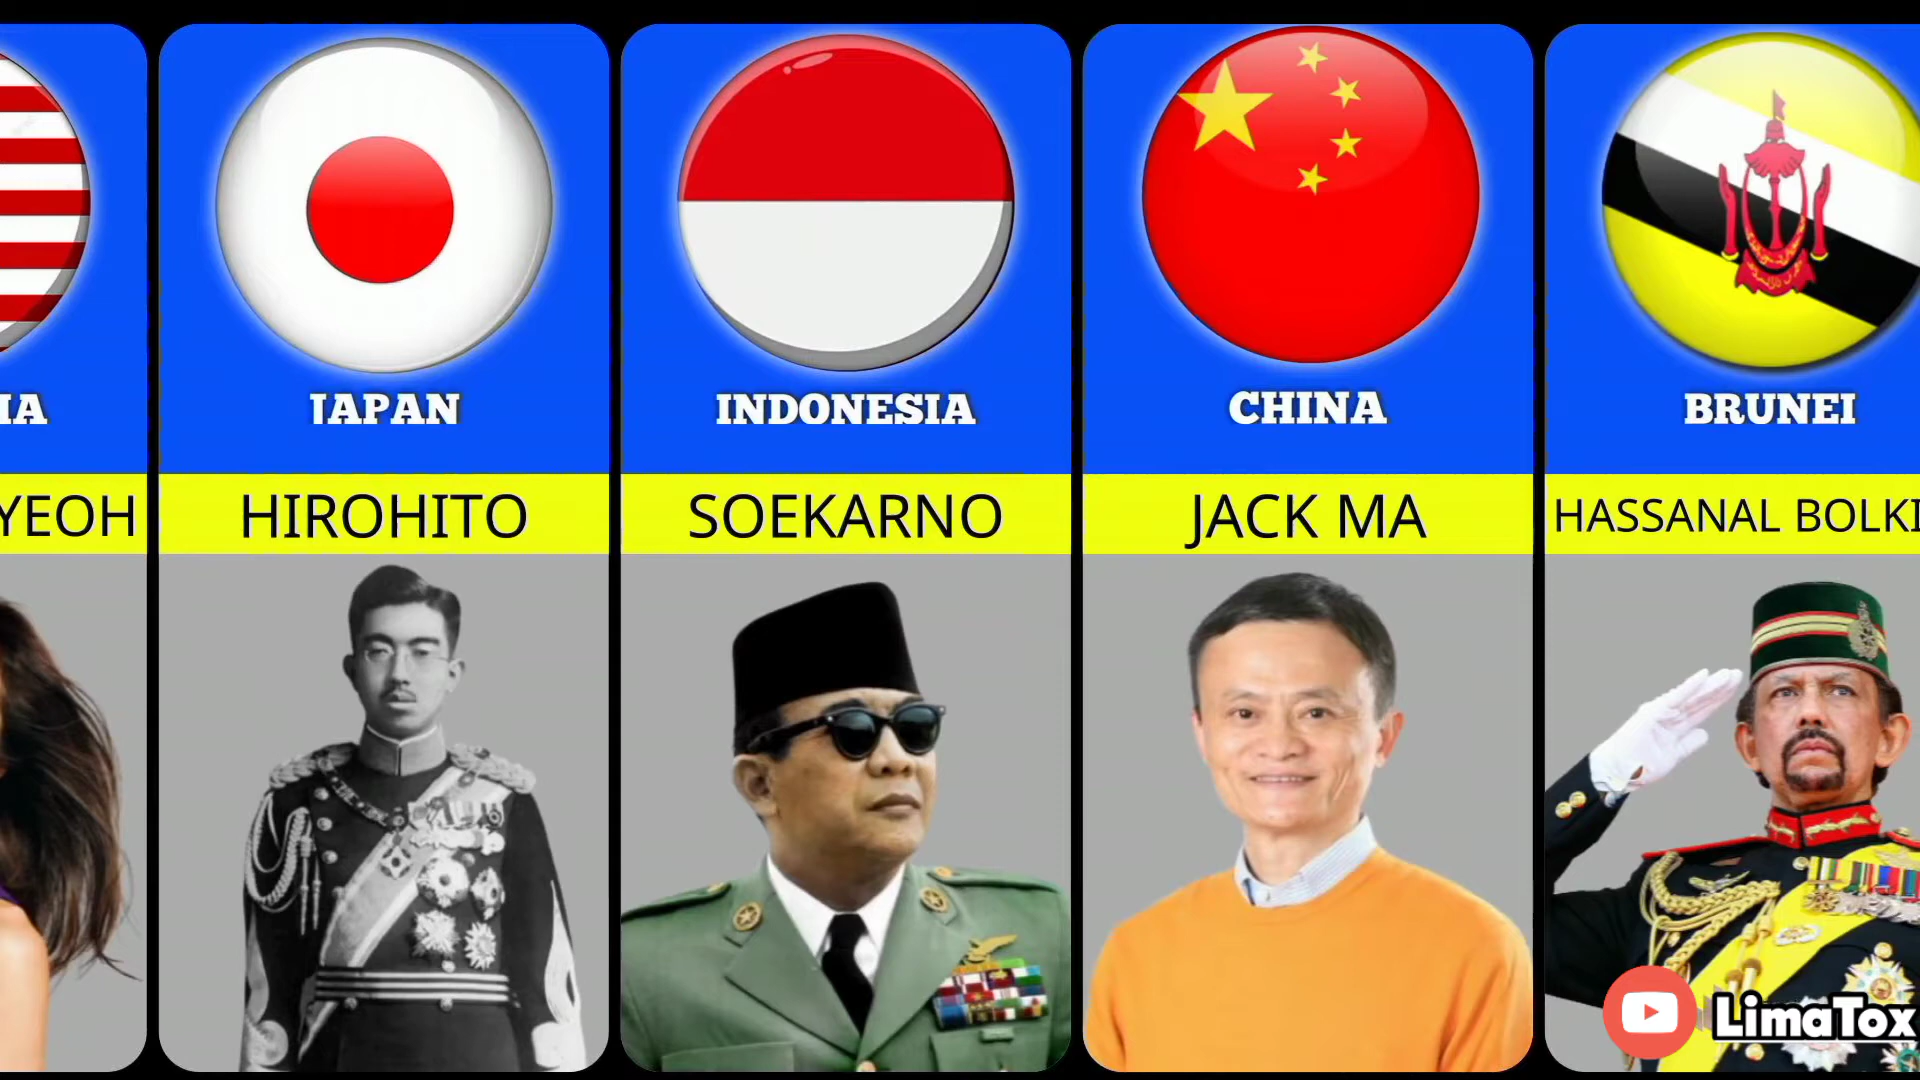 IA
JAPAN
INDONESIA
CHINA
BRUNEI
YEOH
HIROHITO
SOEKARNO
JACK MA
HASSANAL BOLKI
LimaTox